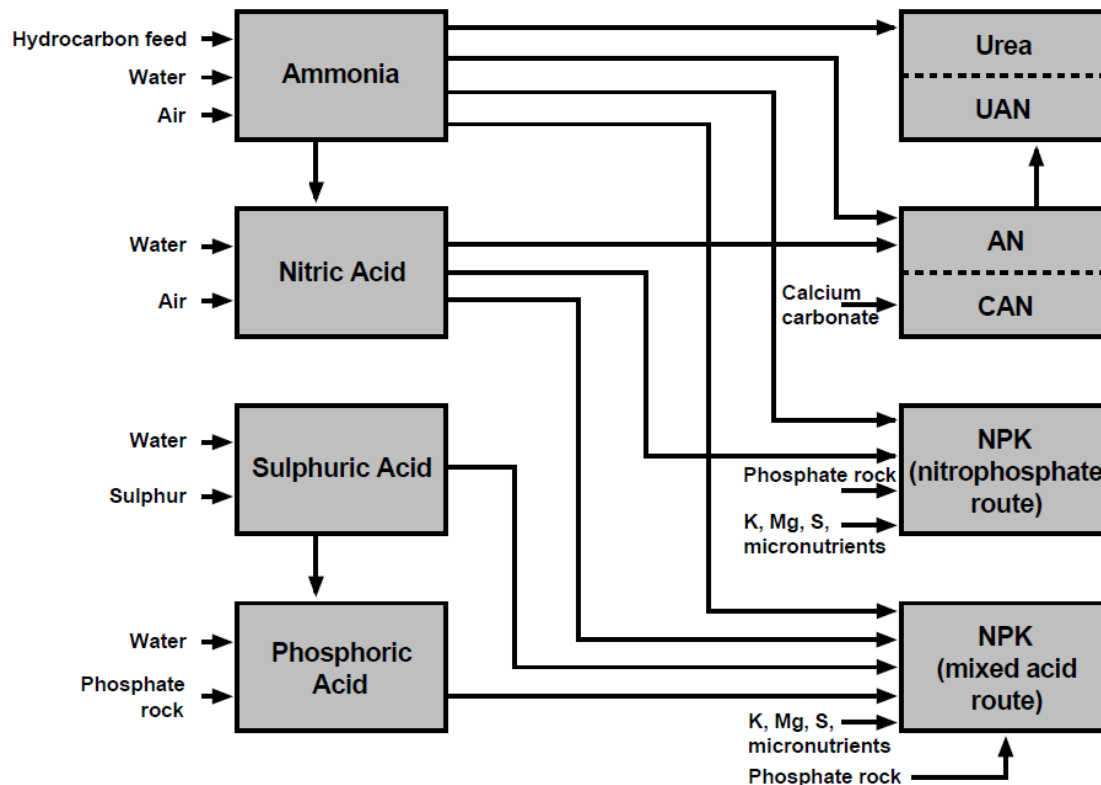 Hydrocarbon feed
Water
Air
Ammonia
Urea
UAN
Water
Air
Nitric Acid
AN
Calcium
carbonate
CAN
Water
Sulphur
Sulphuric Acid
NPK
(nitrophosphate
route)
Phosphate rock
K, Mg, S,
micronutrients
Water
Phosphate
rock
Phosphoric
Acid
NPK
(mixed acid
route)
K, Mg, S,
micronutrients
Phosphate rock